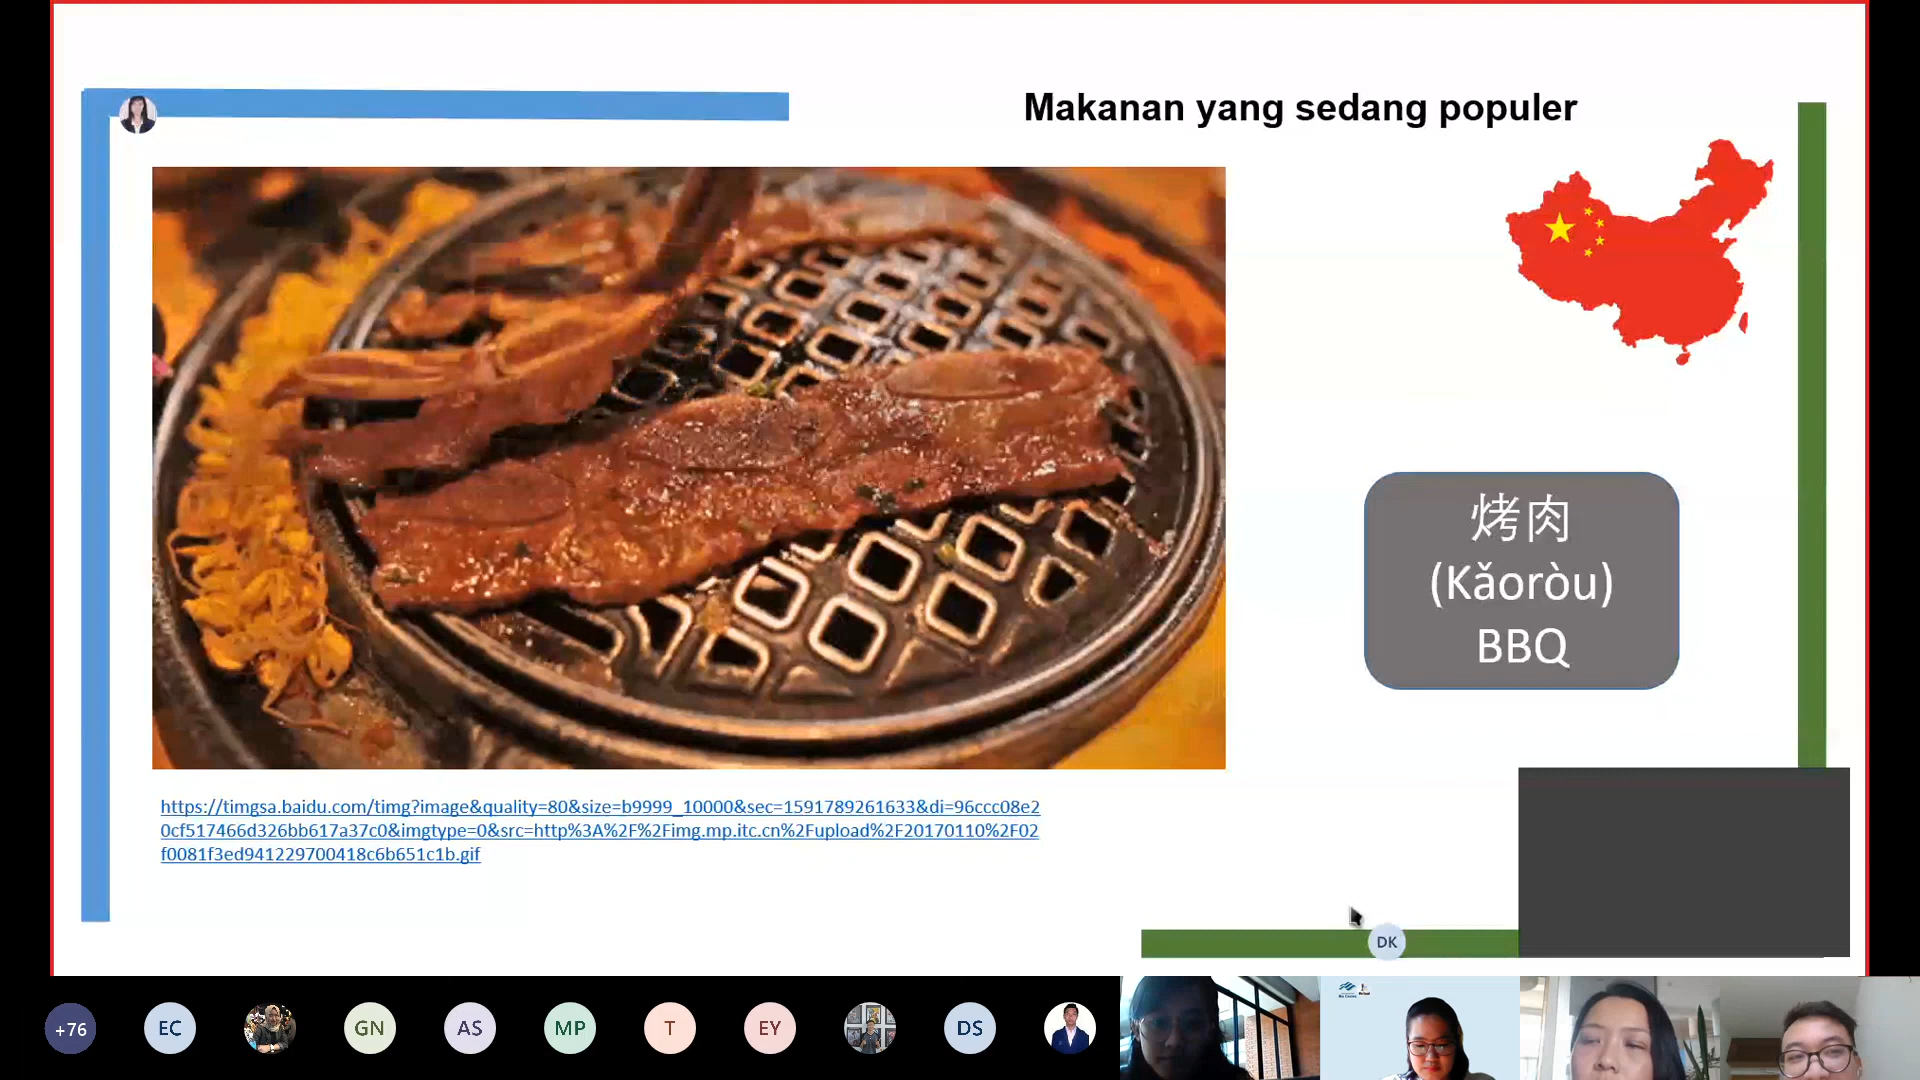 Makanan yang sedang populer
烤肉
(Kǎoròu)
BBQ
https://timgsa.baidu.com/timg?image&quality=80&size=b9999_10000&sec=1591789261633&di=96ccc08e2
0cf517466d326bb617a37c0&imgtype=0&src=http%3A%2F%2Fimg.mp.itc.cn%2Fupload%2F20170110%2F02
f0081f3ed941229700418c6b651c1b.gif
DK
+76
EC
GN
AS
MP
T
EY
DS